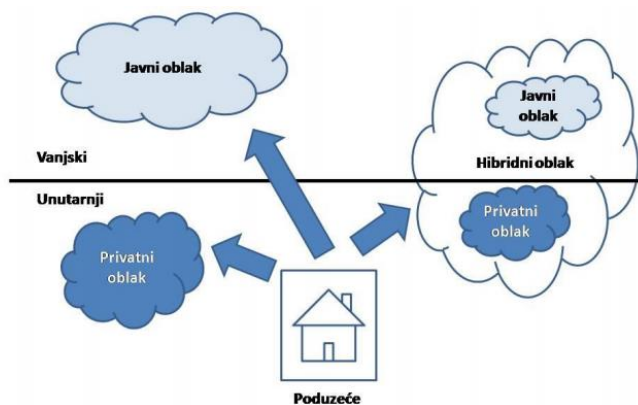 Javni oblak
Javni
oblak
Vanjski
Hibridni oblak
Unutarnji
Privatni
oblak
Privatni
oblak
Poduzeće